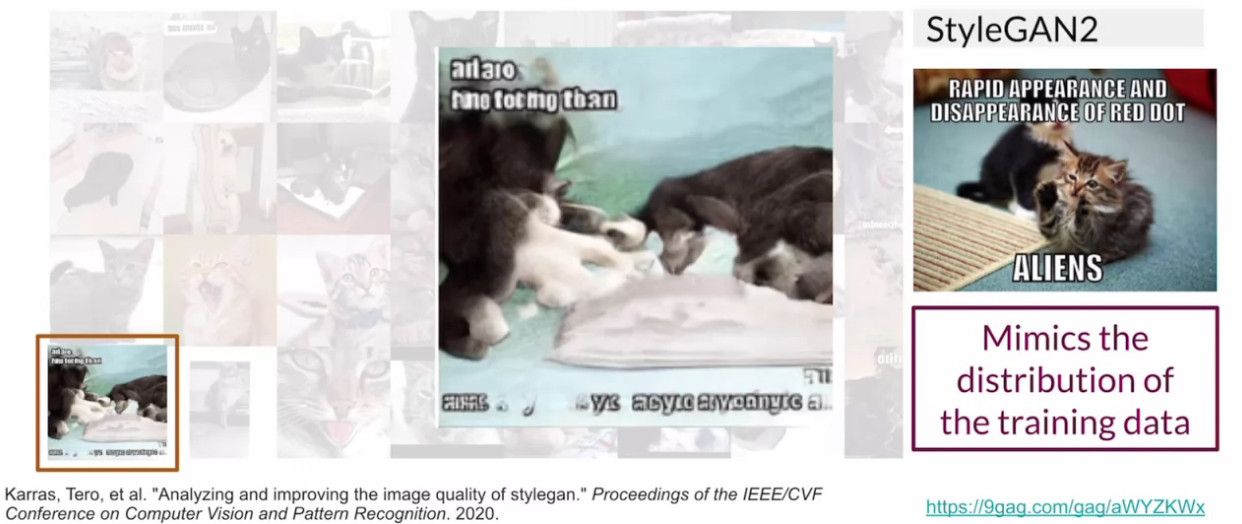 StyleGAN2
RAPID APPEARANCE AND
DISAPPEARANCE OF RED DOT
ALIENS
Mimics the
distribution of
the training data
Karras, Tero, et al. "Analyzing and improving the image quality of stylegan." Proceedings of the IEEE/CVF
Conference on Computer Vision and Pattern Recognition. 2020.
https://9gag.com/gag/aWYZKWx